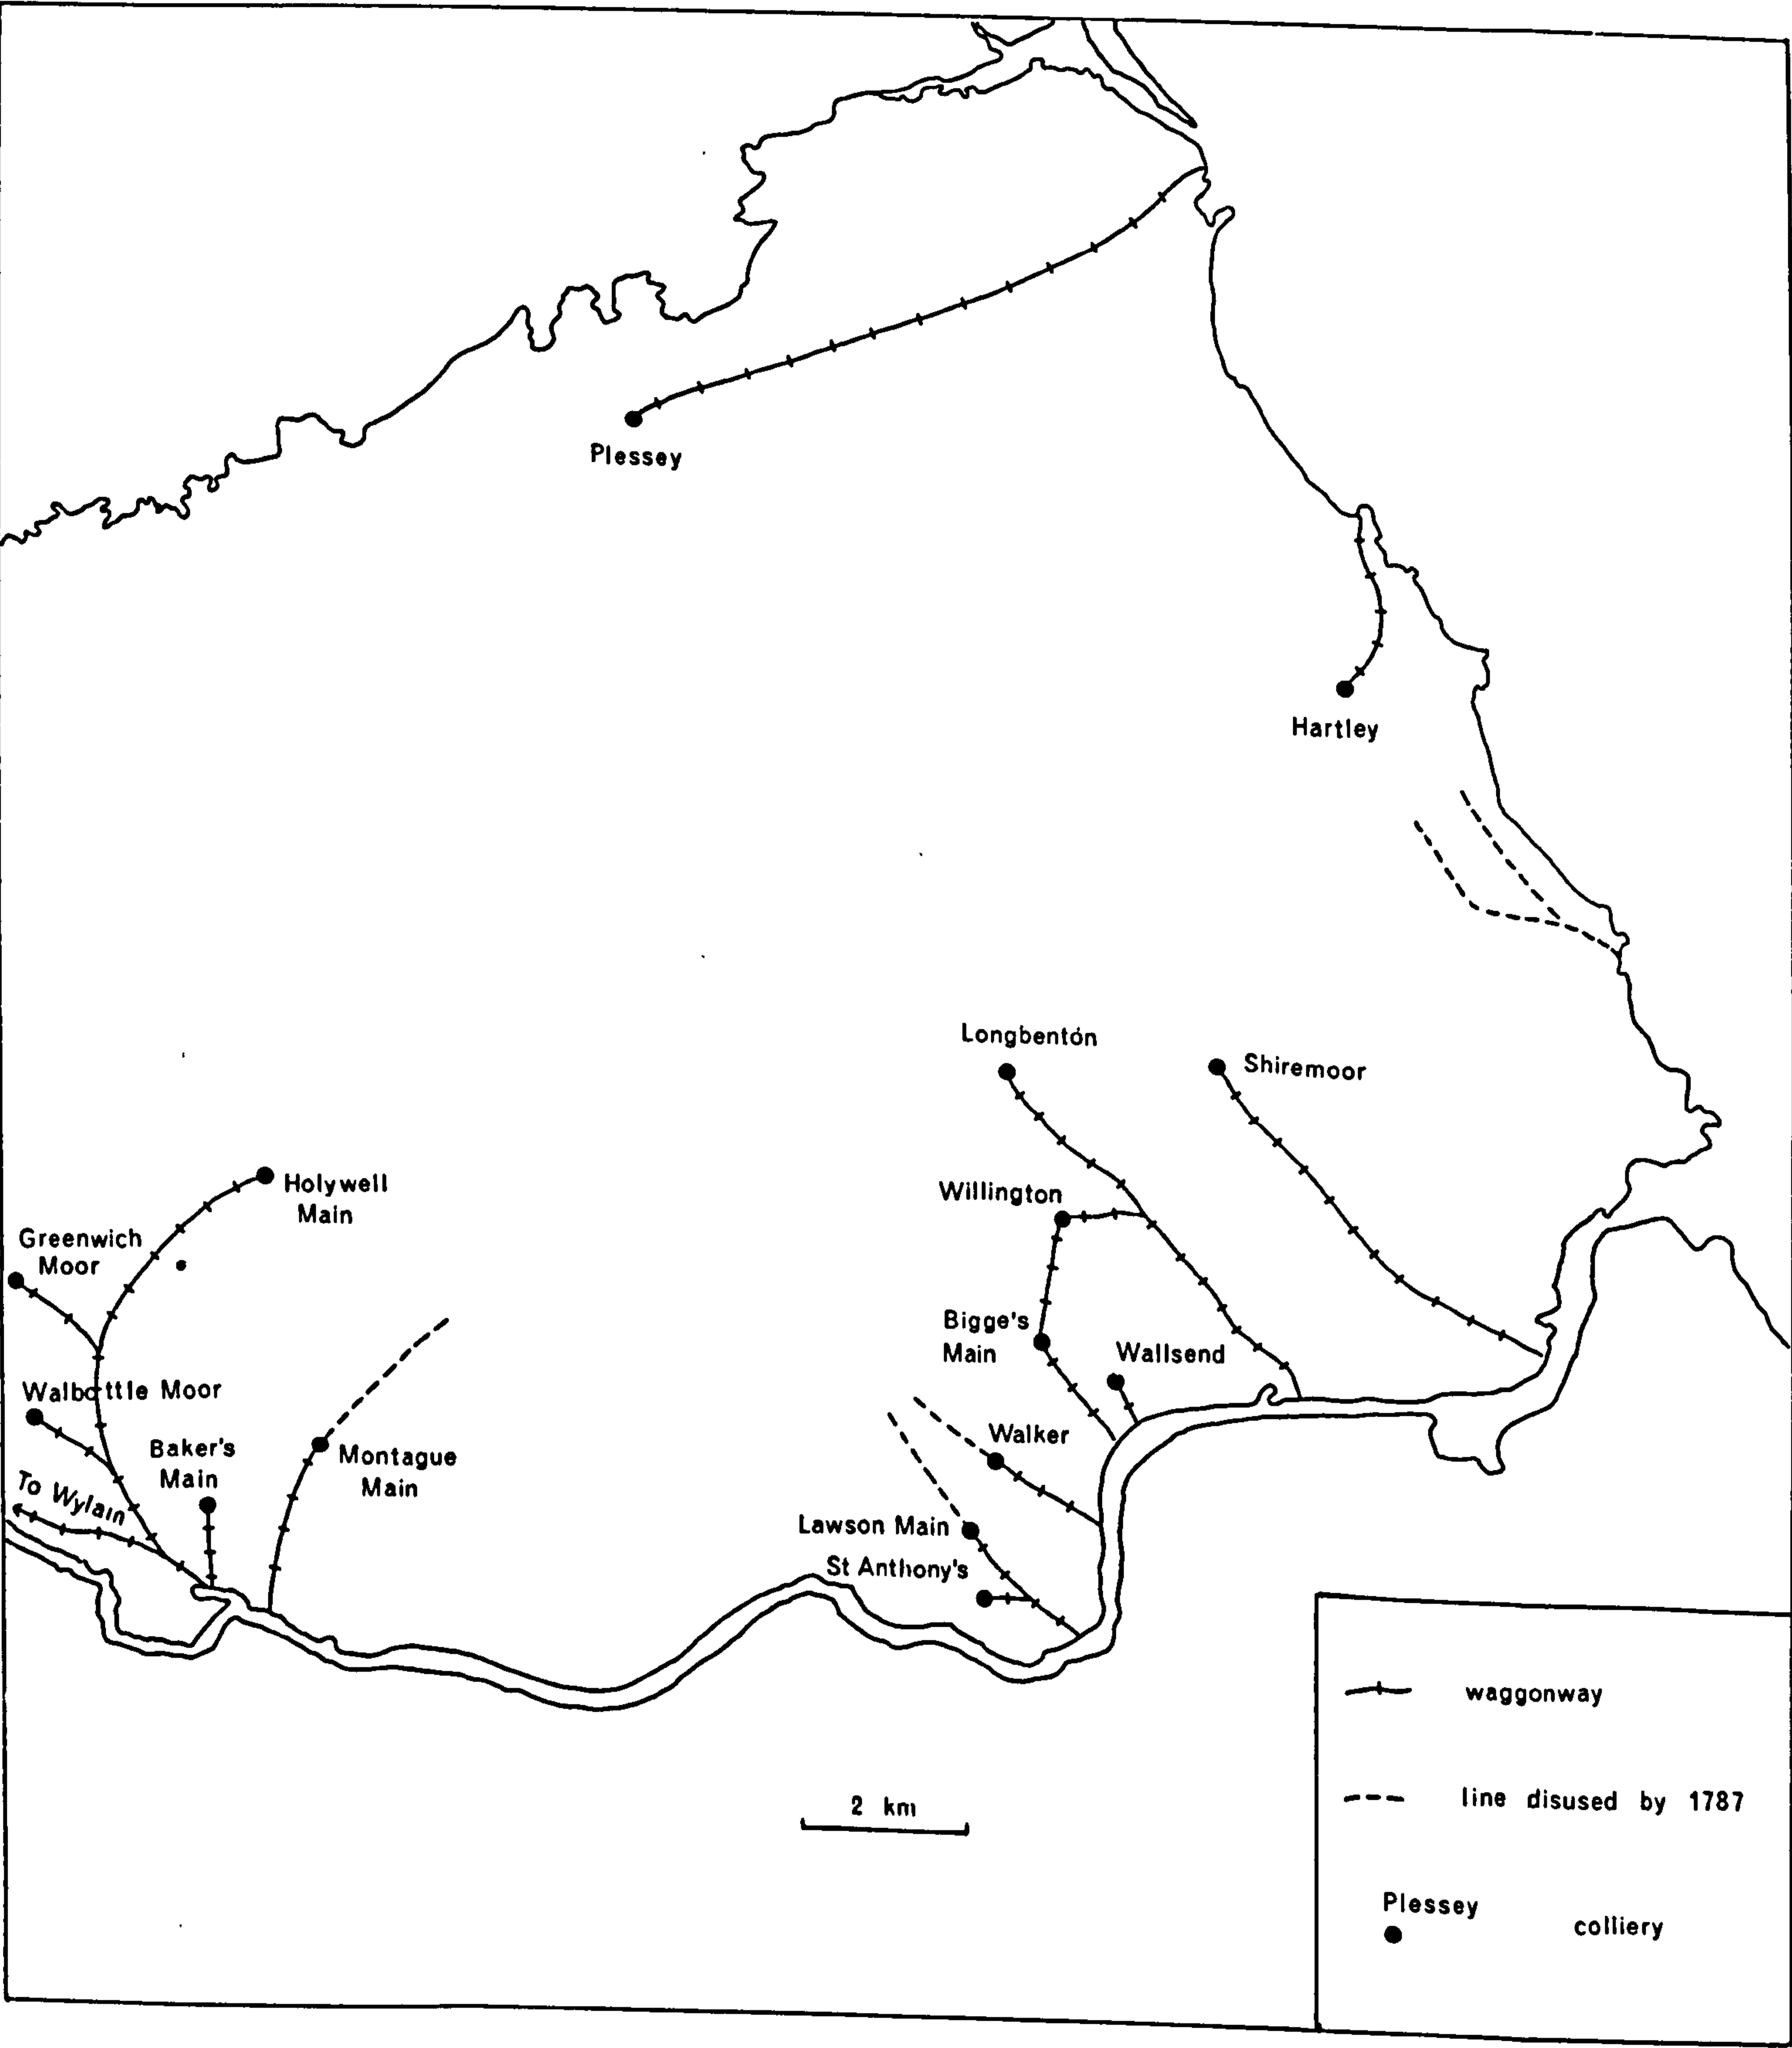 Plessey
Hartley
Longbenton
Shiremoor
Holywell
Main
Willington
Greenwich
Moor
Bigge's
Main
Wallsend
Walbottle Moor
Baker's
Main
Montague
Main
Walker
To Wylam
Lawson Main
St Anthony's
2 km
waggonway
line disused by 1787
Plessey
colliery